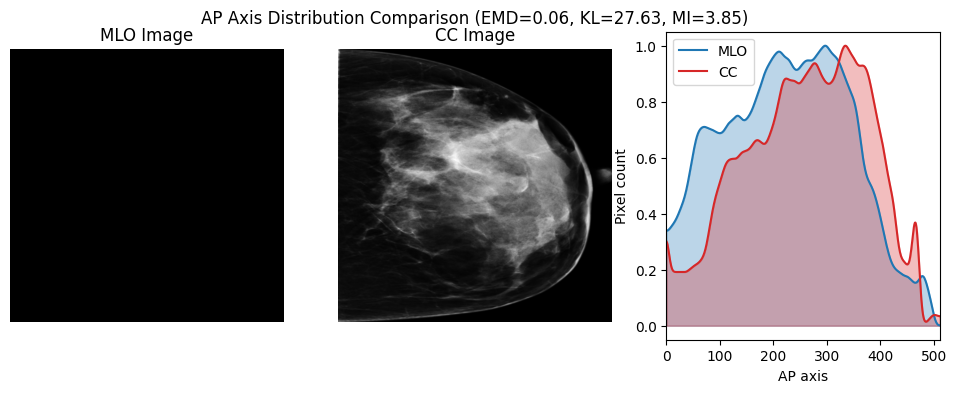 AP Axis Distribution Comparison (EMD=0.06, KL=27.63, MI=3.85)
MLO Image
CC Image
MLO
CC
Pixel count
1.0
0.8
0.6
0.4
0.2
0.0
0 100 200 300 400 500
AP axis